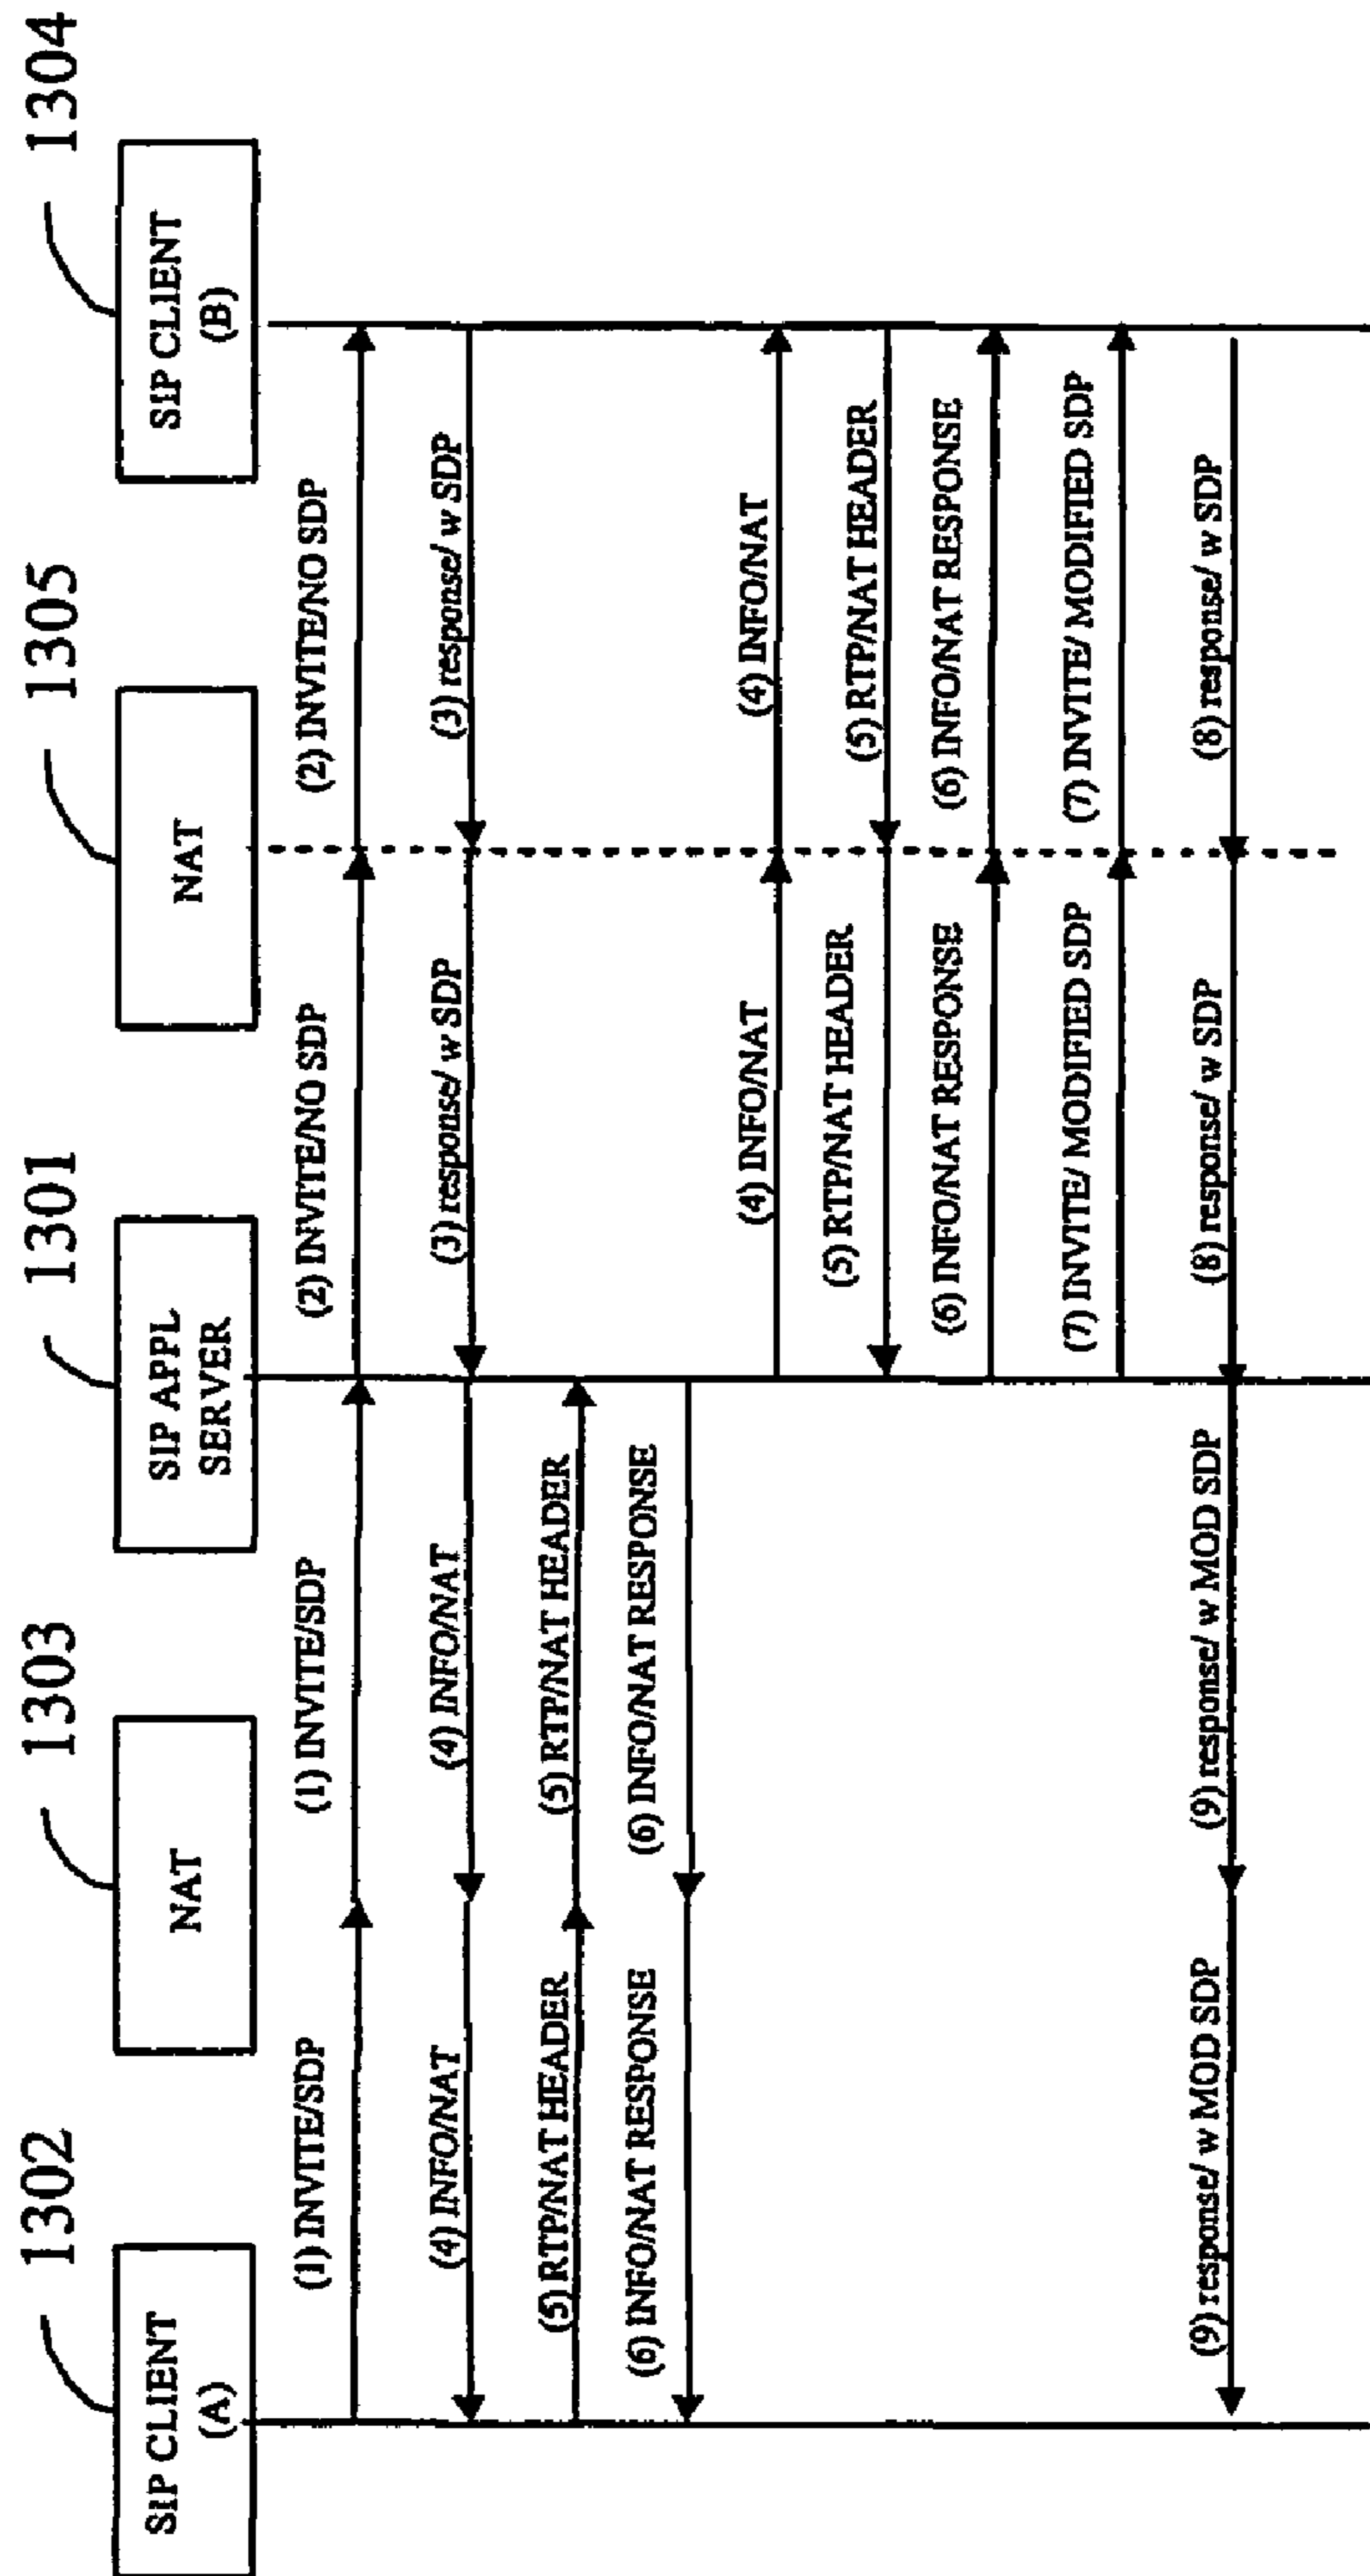 1302
1303
1301
1305
1304
SIP CLIENT
(A)
NAT
SIP APPL
SERVER
NAT
SIP CLIENT
(B)
(1) INVITE/SDP
(1) INVITE/SDP
(2) INVITE/NO SDP
(2) INVITE/NO SDP
(4) INFO/NAT
(4) INFO/NAT
(3) response/ w SDP
(3) response/ w SDP
(5) RTP/NAT HEADER
(5) RTP/NAT HEADER
(6) INFO/NAT RESPONSE
(6) INFO/NAT RESPONSE
(4) INFO/NAT
(4) INFO/NAT
(5) RTP/NAT HEADER
(5) RTP/NAT HEADER
(6) INFO/NAT RESPONSE
(6) INFO/NAT RESPONSE
(7) INVITE/ MODIFIED SDP
(7) INVITE/ MODIFIED SDP
(9) response/ w MOD SDP
(9) response/ w MOD SDP
(8) response/ w SDP
(8) response/ w SDP